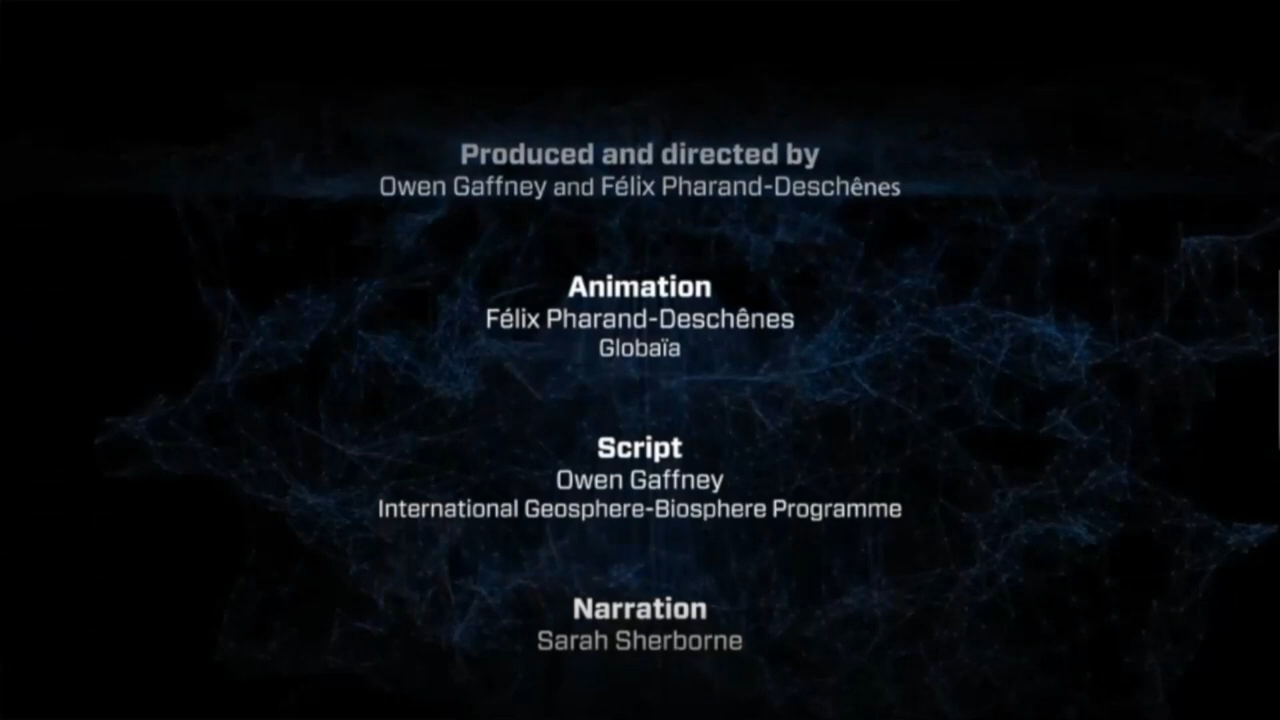 Produced and directed by
Owen Gaffney and Félix Pharand-Deschênes
Animation
Félix Pharand-Deschênes
Globaïa
Script
Owen Gaffney
International Geosphere-Biosphere Programme
Narration
Sarah Sherborne